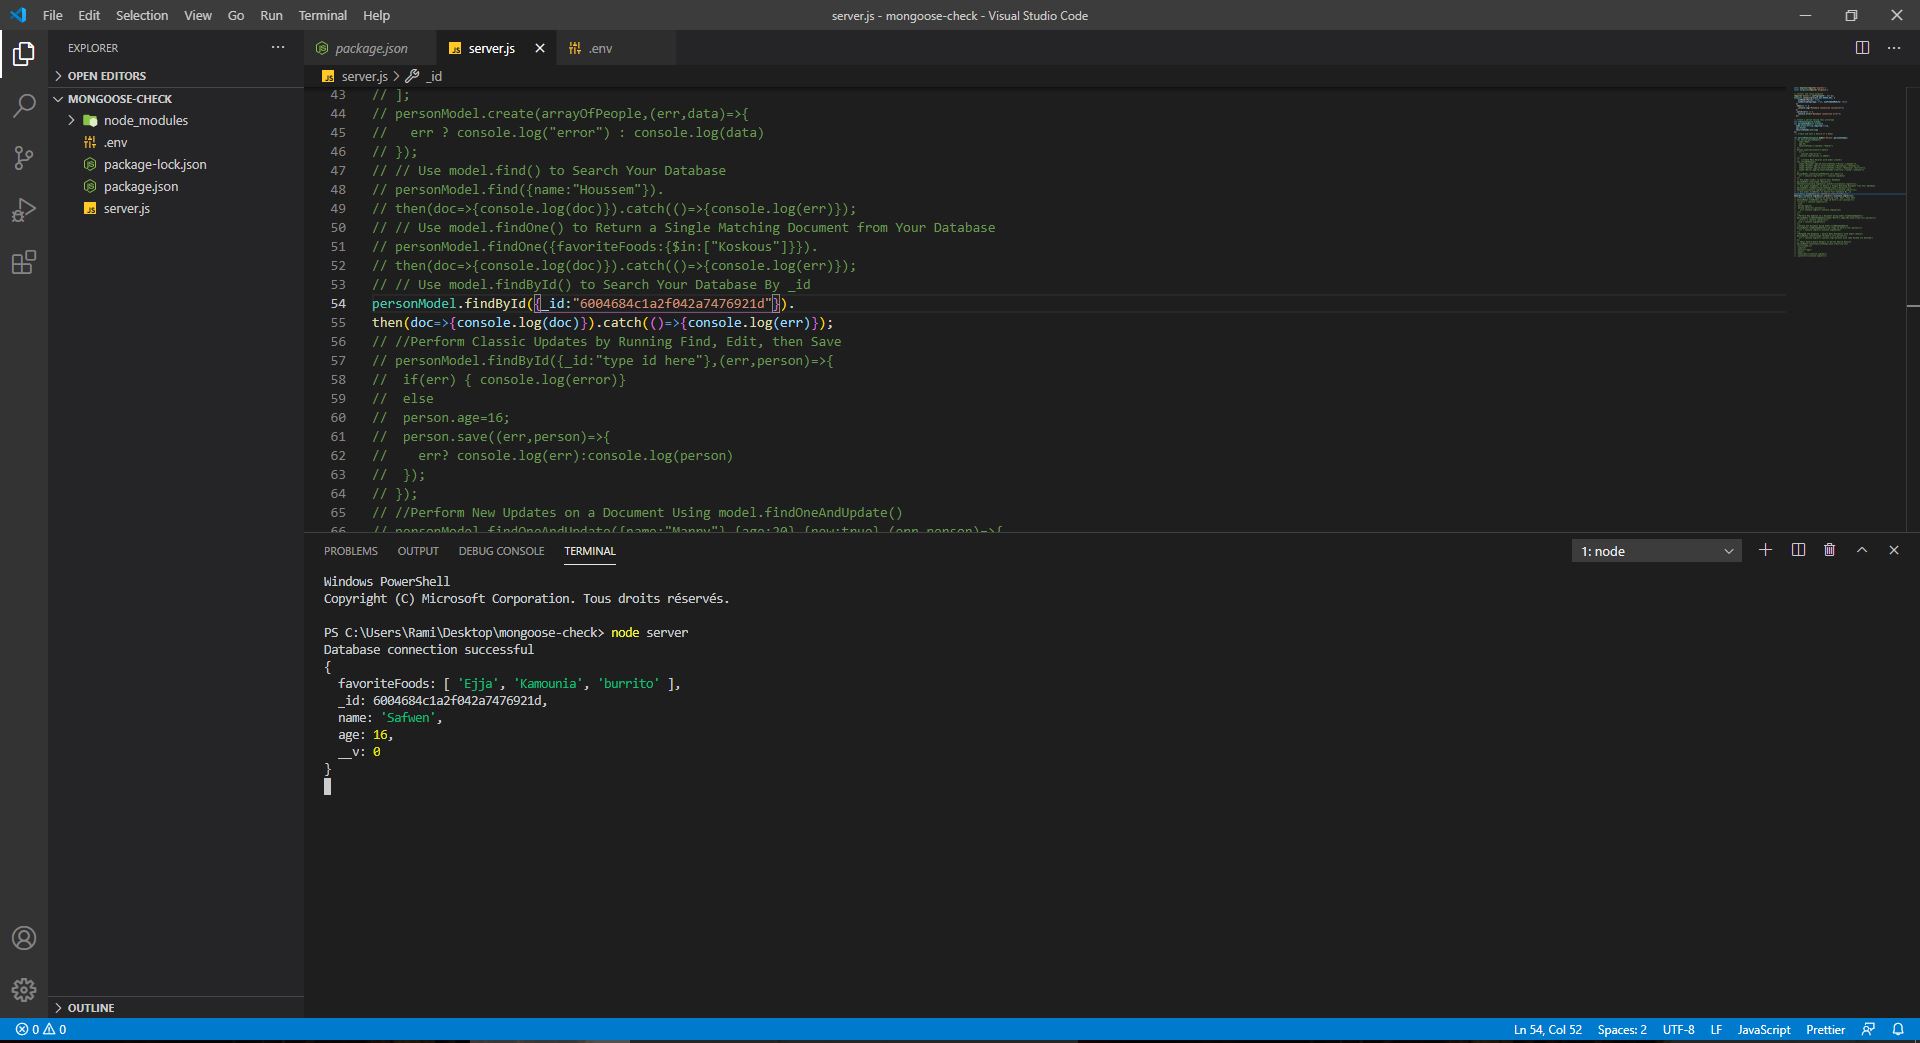 File Edit Selection View Go Run Terminal Help
server.js - mongoose-check - Visual Studio Code
EXPLORER
OPEN EDITORS
MONGOOSE-CHECK
node_modules
.env
package-lock.json
package.json
server.js
OUTLINE
package.json server.js .env
server.js > _id
43 // ];
44 // personModel.create(arrayOfPeople,(err,data)=>{
45 //   err ? console.log("error") : console.log(data)
46 // });
47 // // Use model.find() to Search Your Database
48 // personModel.find({name:"Houssem"}).
49 // then(doc=>{console.log(doc)}).catch(()=>{console.log(err)});
50 // // Use model.findOne() to Return a Single Matching Document from Your Database
51 // personModel.findOne({favoriteFoods:{$in:["Koskous"]}}).
52 // then(doc=>{console.log(doc)}).catch(()=>{console.log(err)});
53 // // Use model.findById() to Search Your Database By _id
54 personModel.findById({_id:"6004684c1a2f042a7476921d"}).
55 then(doc=>{console.log(doc)}).catch(()=>{console.log(err)});
56 // //Perform Classic Updates by Running Find, Edit, then Save
57 // personModel.findById({_id:"type id here"},(err,person)=>{
58 //  if(err) { console.log(error)}
59 //  else
60 //  person.age=16;
61 //  person.save((err,person)=>{
62 //    err? console.log(err):console.log(person)
63 //  });
64 // });
65 // //Perform New Updates on a Document Using model.findOneAndUpdate()
66 // personModel.findOneAndUpdate({name:"Manny"},{age:20},{new:true},(err,person)=>{
PROBLEMS OUTPUT DEBUG CONSOLE TERMINAL
1: node
Windows PowerShell
Copyright (C) Microsoft Corporation. Tous droits réservés.
PS C:\Users\Rami\Desktop\mongoose-check> node server
Database connection successful
{
  favoriteFoods: [ 'Ejja', 'Kamounia', 'burrito' ],
  _id: 6004684c1a2f042a7476921d,
  name: 'Safwen',
  age: 16,
  __v: 0
}
0 0
Ln 54, Col 52 Spaces: 2 UTF-8 LF JavaScript Prettier